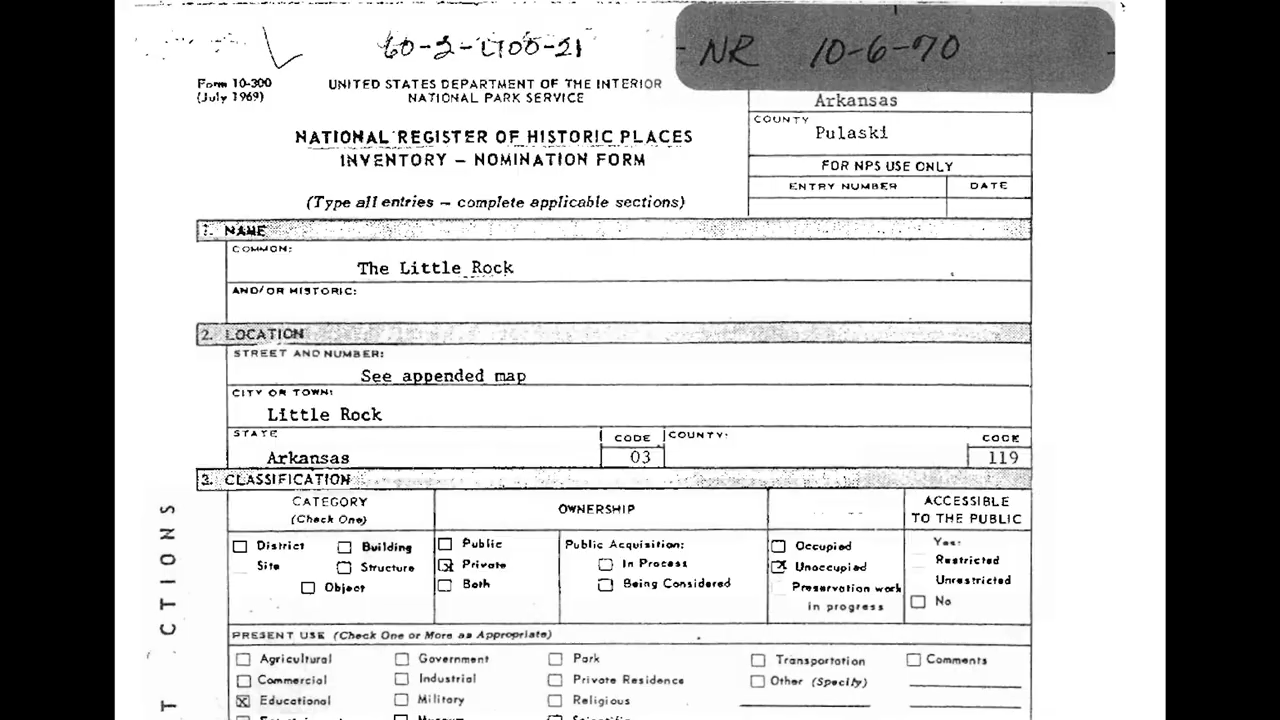 NR 10-6-70
Form 10-300
(July 1969)
UNITED STATES DEPARTMENT OF THE INTERIOR
NATIONAL PARK SERVICE
NATIONAL REGISTER OF HISTORIC PLACES
INVENTORY – NOMINATION FORM
(Type all entries – complete applicable sections)
Arkansas
COUNTY
Pulaski
FOR NPS USE ONLY
ENTRY NUMBER DATE
1. NAME
COMMON:
The Little Rock
AND/OR HISTORIC:
2. LOCATION
STREET AND NUMBER:
See appended map
CITY OR TOWN:
Little Rock
STATE CODE COUNTY: CODE
Arkansas 03 119
3. CLASSIFICATION
CATEGORY
(Check One)
OWNERSHIP
ACCESSIBLE
TO THE PUBLIC
District Building
Site Structure
Object
Public
Private
Both
Public Acquisition:
In Process
Being Considered
Occupied
Unoccupied
Preservation work
in progress
Yes:
Restricted
Unrestricted
No
PRESENT USE (Check One or More as Appropriate)
Agricultural Government Park Transportation Comments
Commercial Industrial Private Residence Other (Specify)
Educational Military Religious
CTIONS